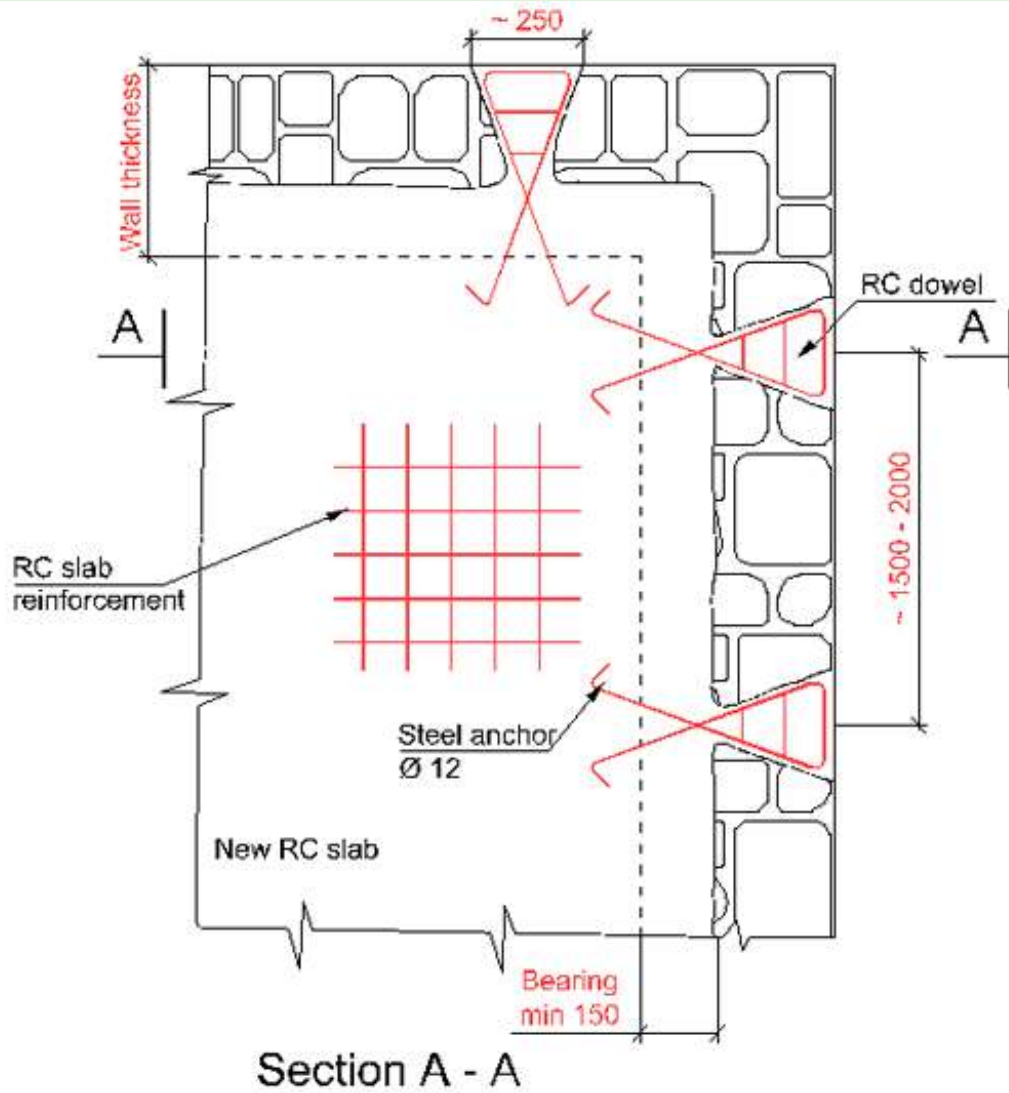 ~ 250
Wall thickness
RC dowel
A
A
~ 1500 - 2000
RC slab
reinforcement
Steel anchor
Ø 12
New RC slab
Bearing
min 150
Section A - A